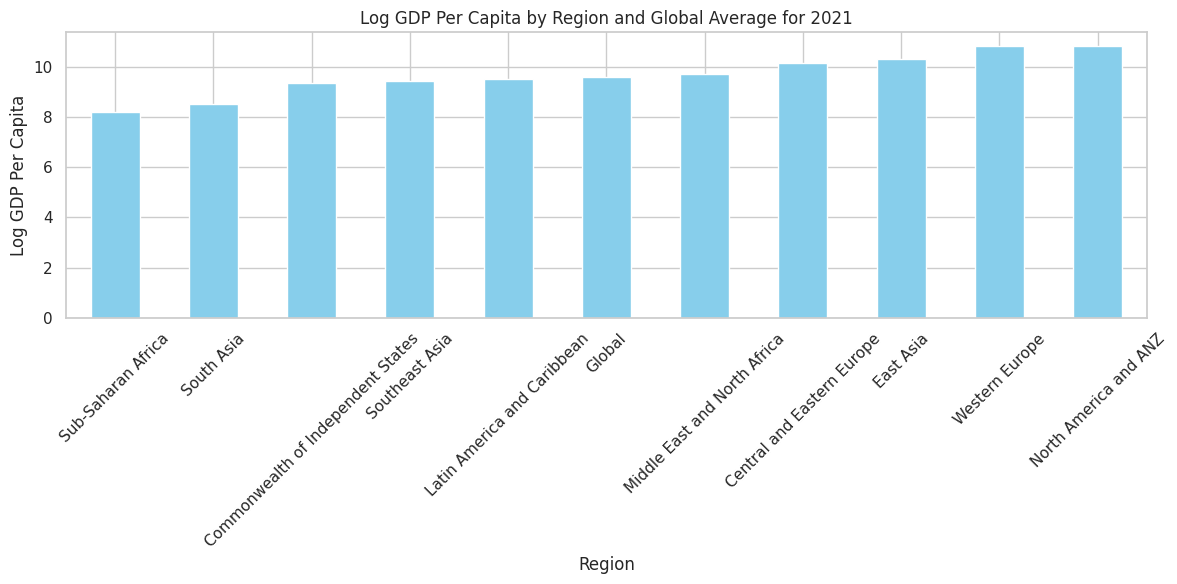 Log GDP Per Capita by Region and Global Average for 2021
Log GDP Per Capita
10
8
6
4
2
0
Sub-Saharan Africa
South Asia
Commonwealth of Independent States
Southeast Asia
Latin America and Caribbean
Global
Middle East and North Africa
Central and Eastern Europe
East Asia
Western Europe
North America and ANZ
Region